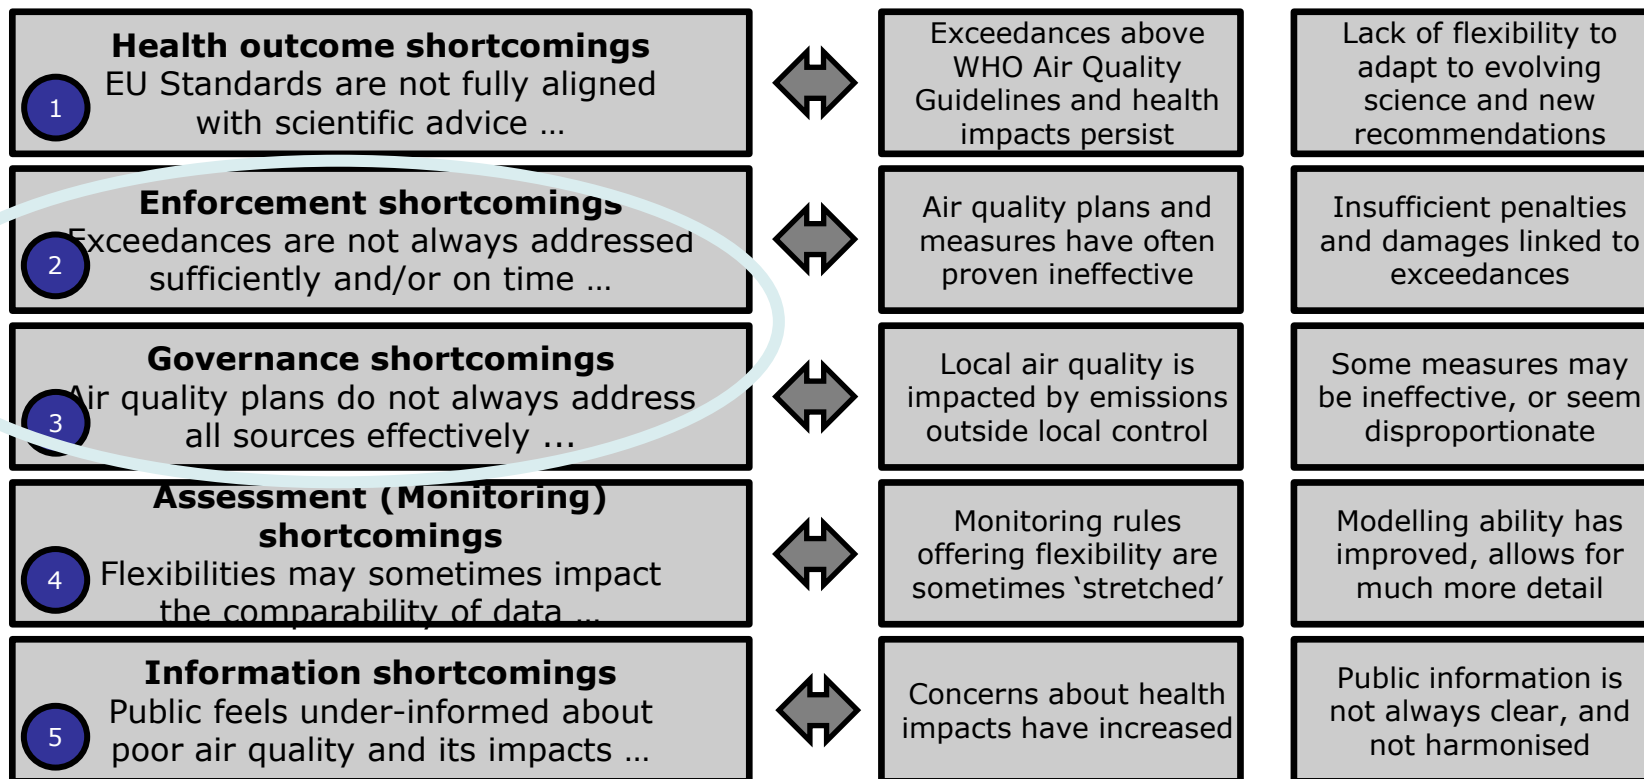 Health outcome shortcomings
EU Standards are not fully aligned
with scientific advice …
1
Exceedances above
WHO Air Quality
Guidelines and health
impacts persist
Lack of flexibility to
adapt to evolving
science and new
recommendations
Enforcement shortcomings
Exceedances are not always addressed
sufficiently and/or on time …
2
Air quality plans and
measures have often
proven ineffective
Insufficient penalties
and damages linked to
exceedances
Governance shortcomings
Air quality plans do not always address
all sources effectively …
3
Local air quality is
impacted by emissions
outside local control
Some measures may
be ineffective, or seem
disproportionate
Assessment (Monitoring)
shortcomings
Flexibilities may sometimes impact
the comparability of data …
4
Monitoring rules
offering flexibility are
sometimes ‘stretched’
Modelling ability has
improved, allows for
much more detail
Information shortcomings
Public feels under-informed about
poor air quality and its impacts …
5
Concerns about health
impacts have increased
Public information is
not always clear, and
not harmonised